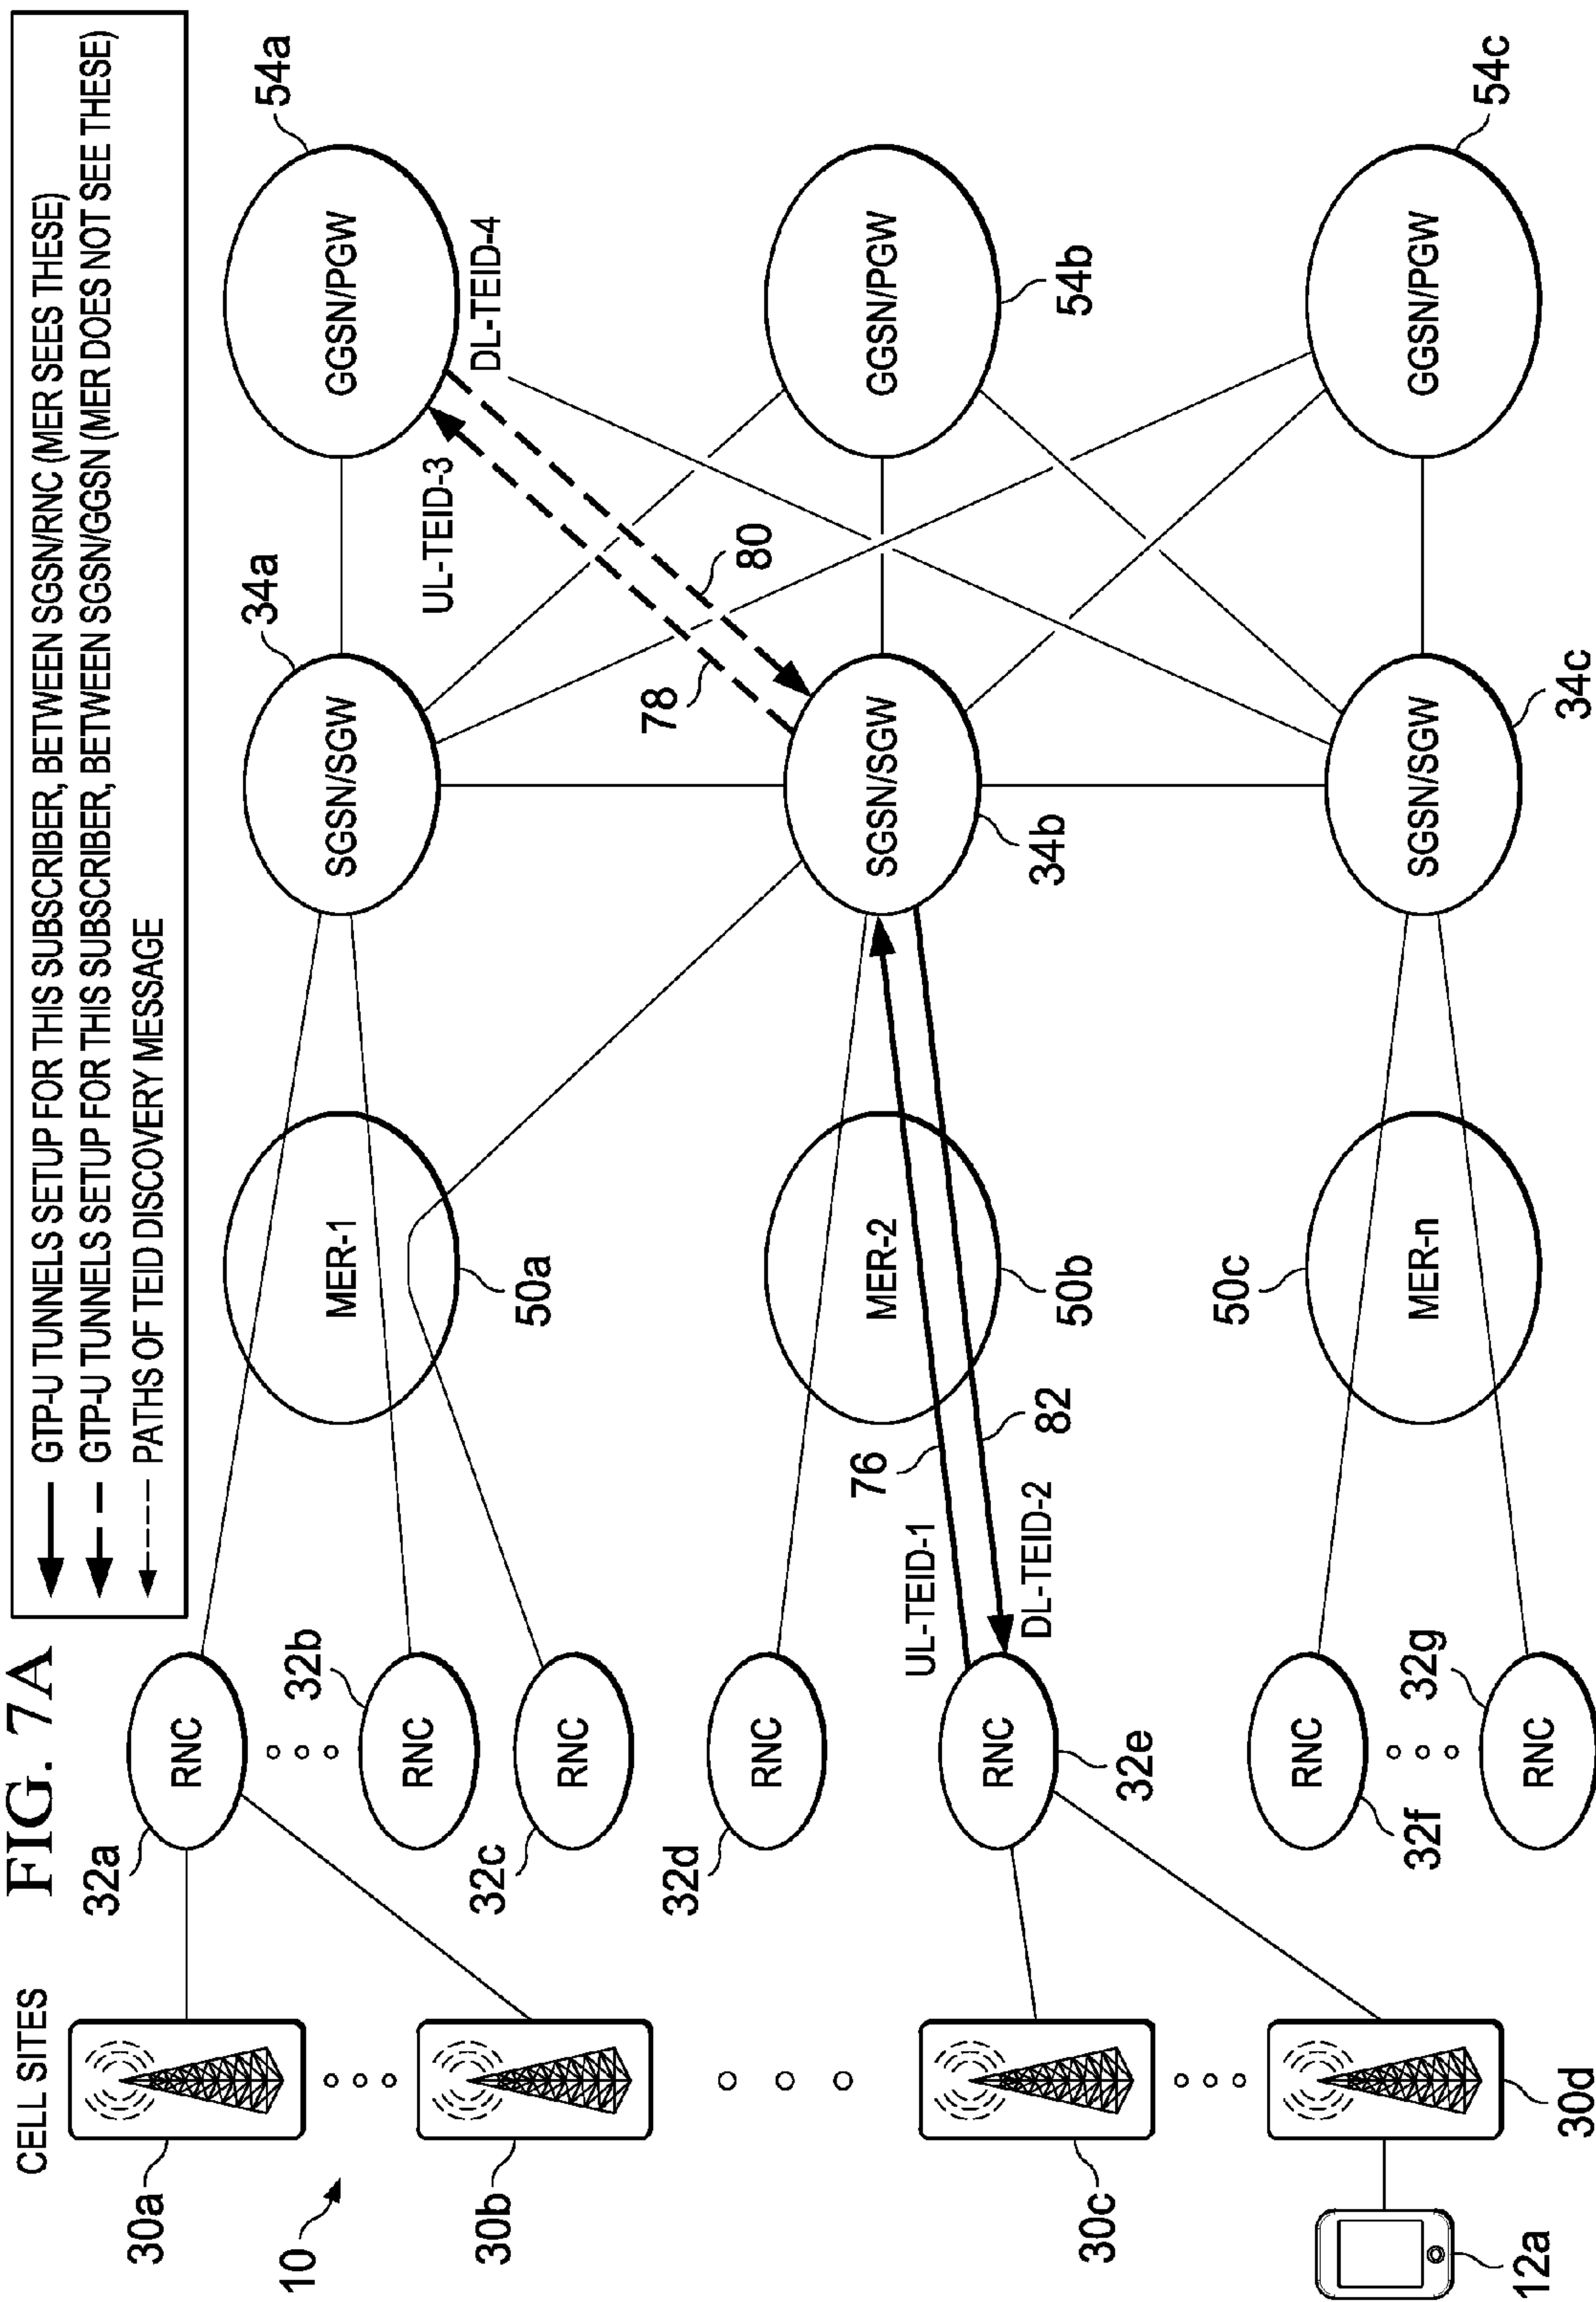 FIG. 7A
GTP-U TUNNELS SETUP FOR THIS SUBSCRIBER, BETWEEN SGSN/RNC (MER SEES THESE)
GTP-U TUNNELS SETUP FOR THIS SUBSCRIBER, BETWEEN SGSN/GGSN (MER DOES NOT SEE THESE)
PATHS OF TEID DISCOVERY MESSAGE
CELL SITES
30a
10
30b
30c
30d
12a
32a
RNC
32b
RNC
32c
RNC
32d
RNC
RNC
32e
32f
RNC
32g
RNC
UL-TEID-1
DL-TEID-2
76
82
MER-1
50a
MER-2
50b
50c
MER-n
34a
SGSN/SGW
SGSN/SGW
34b
SGSN/SGW
34c
78
80
UL-TEID-3
DL-TEID-4
54a
GGSN/PGW
GGSN/PGW
54b
GGSN/PGW
54c